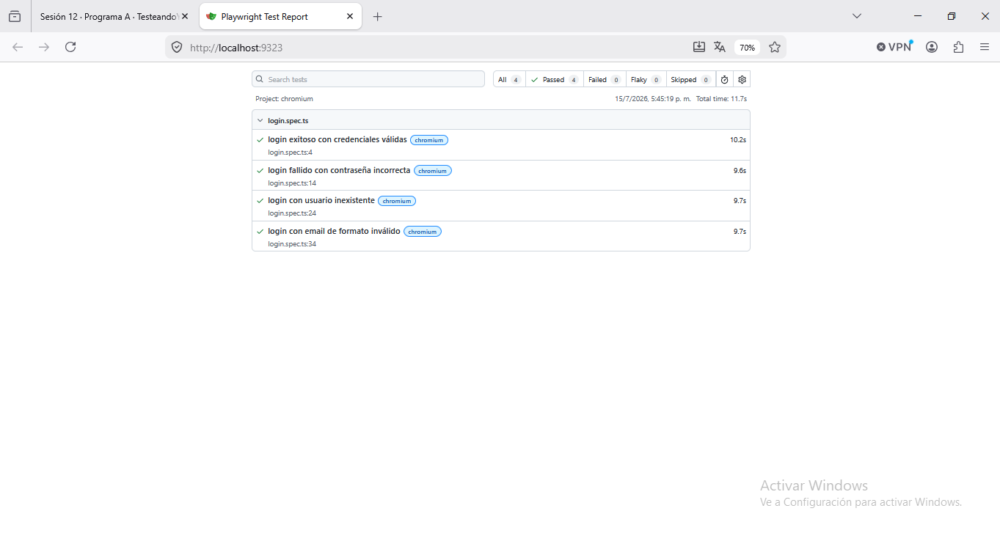 Sesión 12 · Programa A · Testeando
Playwright Test Report
http://localhost:9323
70%
VPN
Search tests
All 4 Passed 4 Failed 0 Flaky 0 Skipped 0
Project: chromium
15/7/2026, 5:45:19 p. m. Total time: 11.7s
login.spec.ts
login exitoso con credenciales válidas chromium 10.2s
login.spec.ts:4
login fallido con contraseña incorrecta chromium 9.6s
login.spec.ts:14
login con usuario inexistente chromium 9.7s
login.spec.ts:24
login con email de formato inválido chromium 9.7s
login.spec.ts:34
Activar Windows
Ve a Configuración para activar Windows.